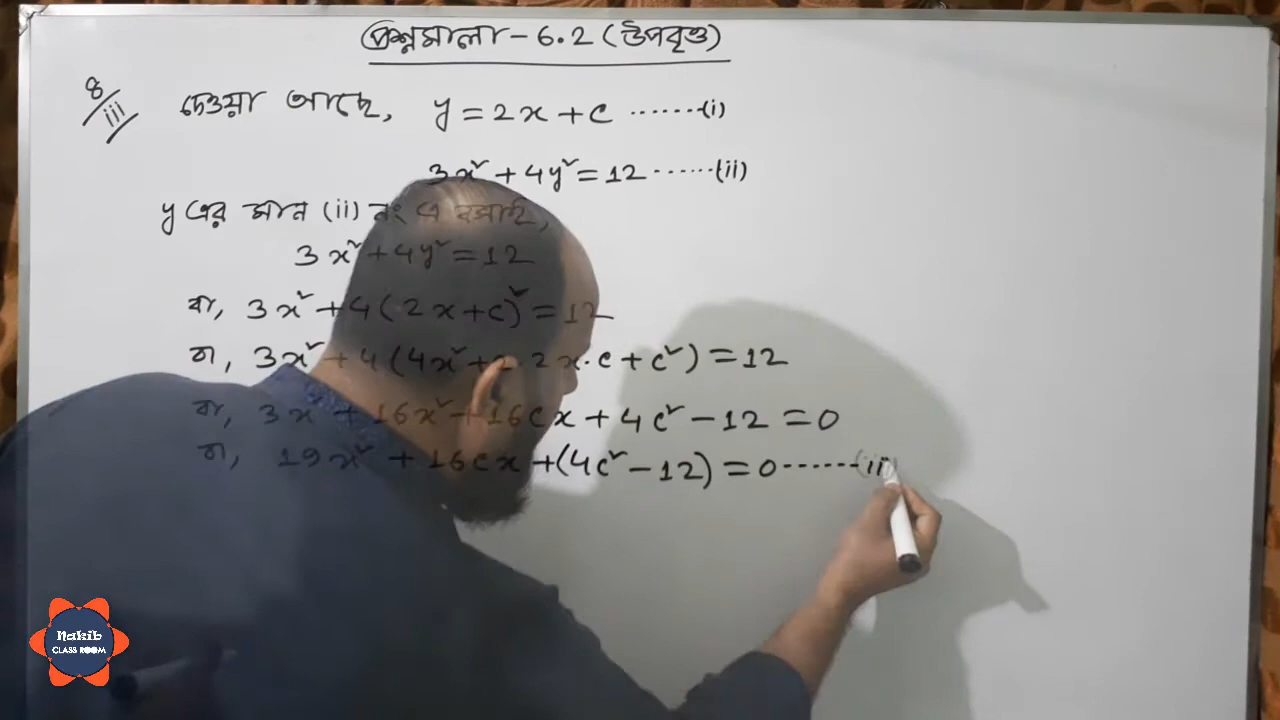 প্রশ্নমালা - 6.2 (উপবৃত্ত)
8/iii দেওয়া আছে, y = 2x + c ......(i)
3x² + 4y² = 12 ......(ii)
y এর মান (ii) নং এ বসাই,
3x² + 4y² = 12
বা, 3x² + 4(2x+c)² = 12
বা, 3x² + 4(4x² + 2·2x·c + c²) = 12
বা, 3x² + 16x² + 16cx + 4c² - 12 = 0
বা, 19x² + 16cx + (4c² - 12) = 0 ......(ii
Nakib
CLASS ROOM